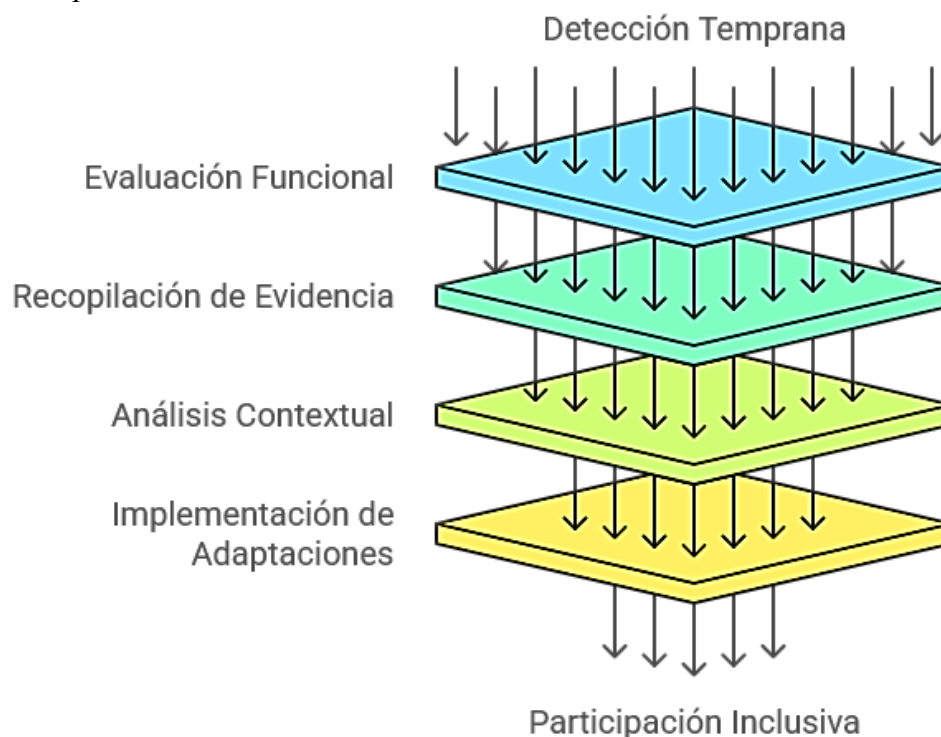 Detección Temprana
Evaluación Funcional
Recopilación de Evidencia
Análisis Contextual
Implementación de
Adaptaciones
Participación Inclusiva